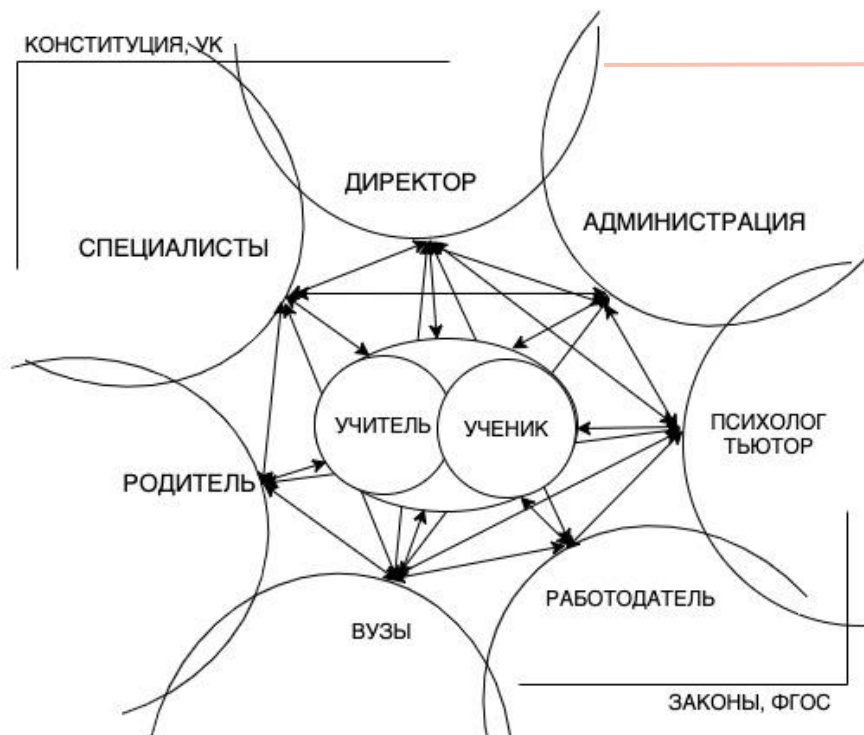 КОНСТИТУЦИЯ, УК
ДИРЕКТОР
АДМИНИСТРАЦИЯ
СПЕЦИАЛИСТЫ
УЧИТЕЛЬ
УЧЕНИК
ПСИХОЛОГ
ТЬЮТОР
РОДИТЕЛЬ
РАБОТОДАТЕЛЬ
ВУЗЫ
ЗАКОНЫ, ФГОС